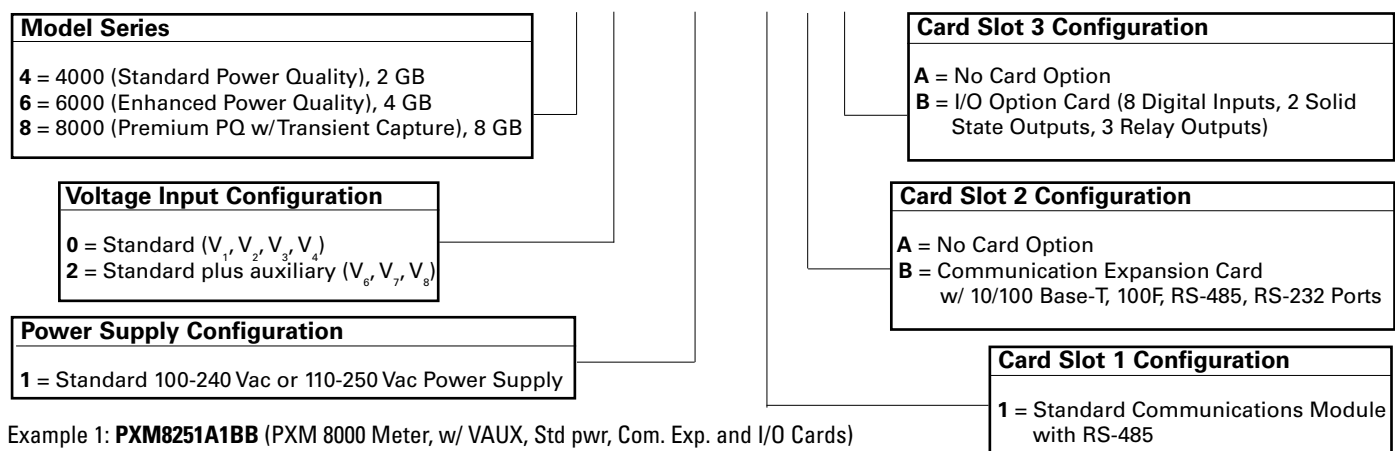 Model Series
4 = 4000 (Standard Power Quality), 2 GB
6 = 6000 (Enhanced Power Quality), 4 GB
8 = 8000 (Premium PQ w/Transient Capture), 8 GB
Voltage Input Configuration
0 = Standard (V₁, V₂, V₃, V₄)
2 = Standard plus auxiliary (V₆, V₇, V₈)
Power Supply Configuration
1 = Standard 100-240 Vac or 110-250 Vac Power Supply
Card Slot 3 Configuration
A = No Card Option
B = I/O Option Card (8 Digital Inputs, 2 Solid
State Outputs, 3 Relay Outputs)
Card Slot 2 Configuration
A = No Card Option
B = Communication Expansion Card
w/ 10/100 Base-T, 100F, RS-485, RS-232 Ports
Card Slot 1 Configuration
1 = Standard Communications Module
with RS-485
Example 1: PXM8251A1BB (PXM 8000 Meter, w/ VAUX, Std pwr, Com. Exp. and I/O Cards)